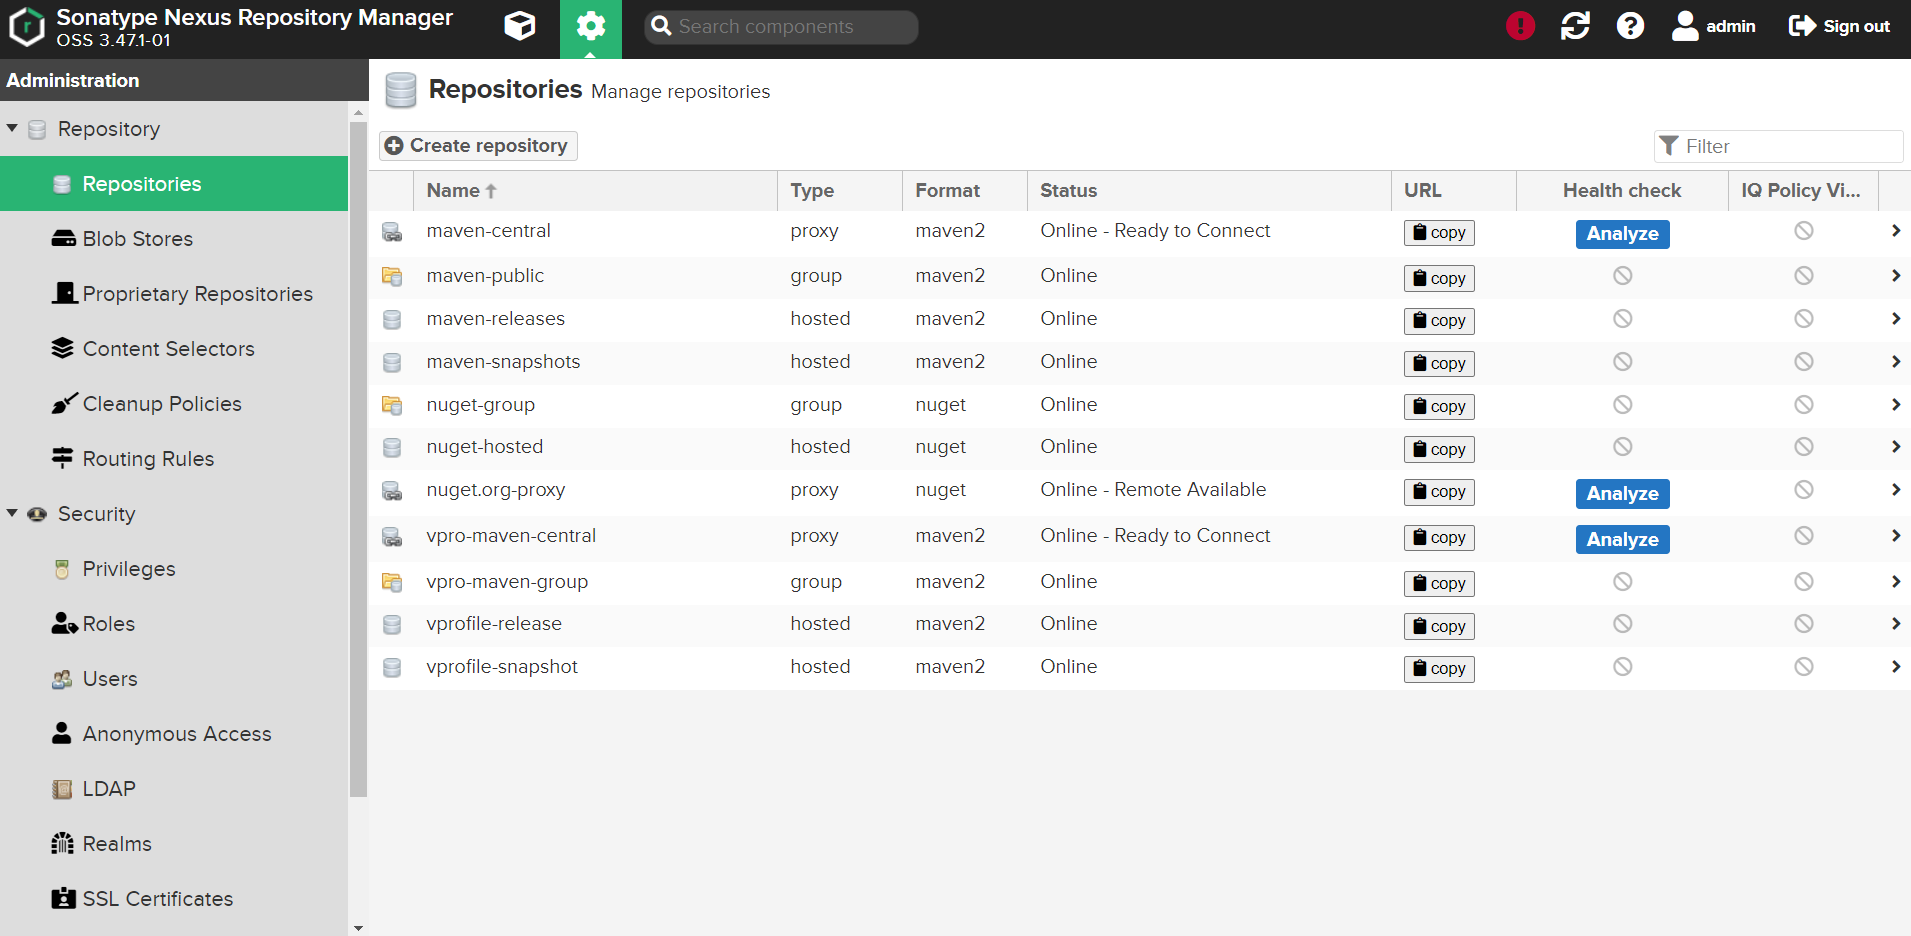 Sonatype Nexus Repository Manager
OSS 3.47.1-01
Search components
admin
Sign out
Administration
Repository
Repositories
Blob Stores
Proprietary Repositories
Content Selectors
Cleanup Policies
Routing Rules
Security
Privileges
Roles
Users
Anonymous Access
LDAP
Realms
SSL Certificates
Repositories Manage repositories
Create repository
Filter
Name Type Format Status URL Health check IQ Policy Vi...
maven-central proxy maven2 Online - Ready to Connect copy Analyze
maven-public group maven2 Online copy
maven-releases hosted maven2 Online copy
maven-snapshots hosted maven2 Online copy
nuget-group group nuget Online copy
nuget-hosted hosted nuget Online copy
nuget.org-proxy proxy nuget Online - Remote Available copy Analyze
vpro-maven-central proxy maven2 Online - Ready to Connect copy Analyze
vpro-maven-group group maven2 Online copy
vprofile-release hosted maven2 Online copy
vprofile-snapshot hosted maven2 Online copy